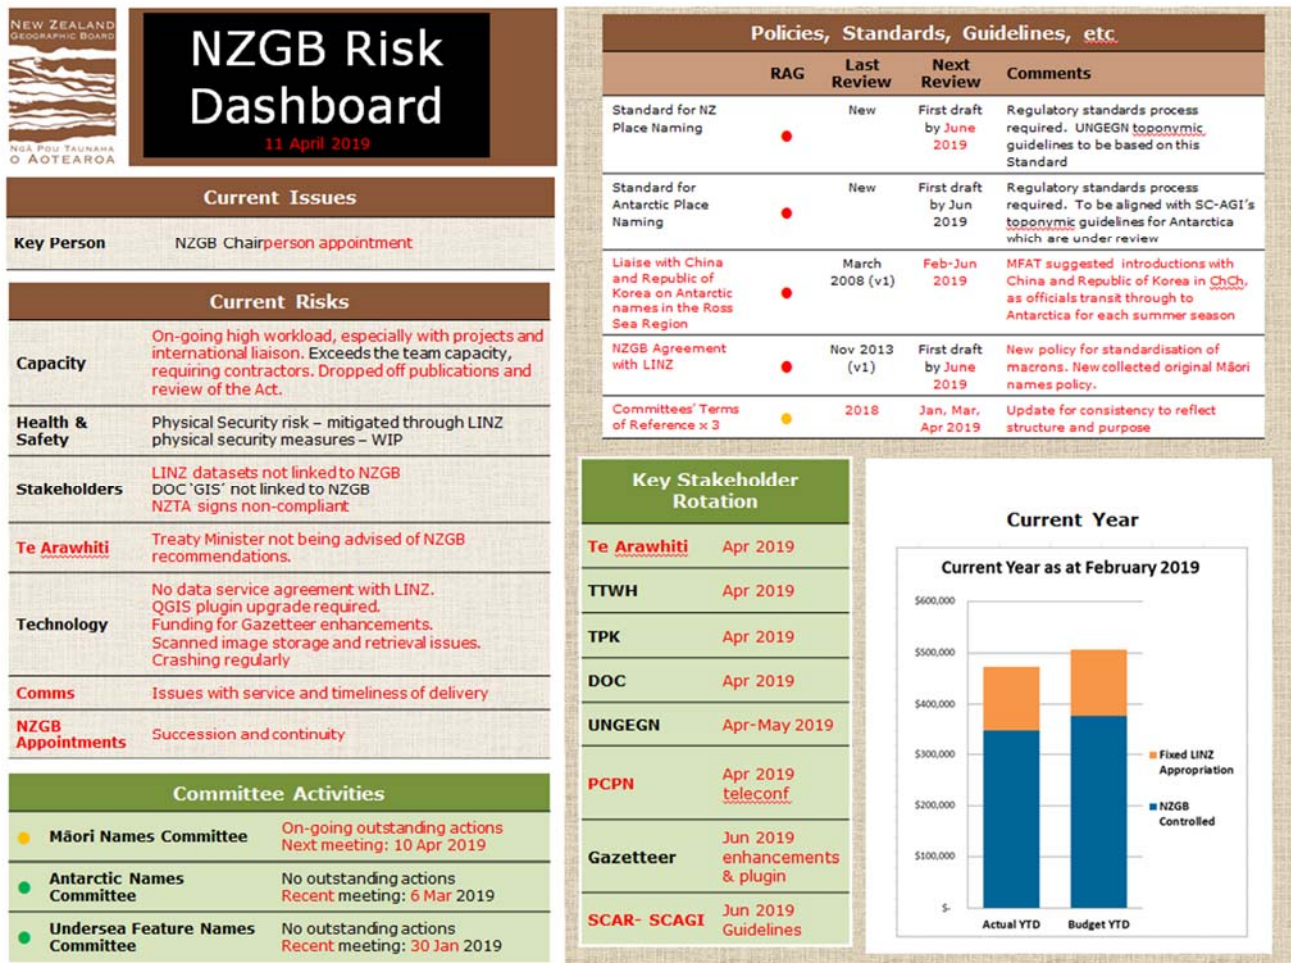 NEW ZEALAND
GEOGRAPHIC BOARD
NGĀ POU TAUNAHA
O AOTEAROA
NZGB Risk
Dashboard
11 April 2019
Current Issues
Key Person
NZGB Chairperson appointment
Current Risks
Capacity
On-going high workload, especially with projects and
international liaison. Exceeds the team capacity,
requiring contractors. Dropped off publications and
review of the Act.
Health &
Safety
Physical Security risk – mitigated through LINZ
physical security measures – WIP
Stakeholders
LINZ datasets not linked to NZGB
DOC 'GIS' not linked to NZGB
NZTA signs non-compliant
Te Arawhiti
Treaty Minister not being advised of NZGB
recommendations.
Technology
No data service agreement with LINZ.
QGIS plugin upgrade required.
Funding for Gazetteer enhancements.
Scanned image storage and retrieval issues.
Crashing regularly
Comms
Issues with service and timeliness of delivery
NZGB
Appointments
Succession and continuity
Committee Activities
Māori Names Committee
On-going outstanding actions
Next meeting: 10 Apr 2019
Antarctic Names
Committee
No outstanding actions
Recent meeting: 6 Mar 2019
Undersea Feature Names
Committee
No outstanding actions
Recent meeting: 30 Jan 2019
Policies, Standards, Guidelines, etc
RAG
Last
Review
Next
Review
Comments
Standard for NZ
Place Naming
New
First draft
by June
2019
Regulatory standards process
required. UNGEGN toponymic
guidelines to be based on this
Standard
Standard for
Antarctic Place
Naming
New
First draft
by Jun
2019
Regulatory standards process
required. To be aligned with SC-AGI's
toponymic guidelines for Antarctica
which are under review
Liaise with China
and Republic of
Korea on Antarctic
names in the Ross
Sea Region
March
2008 (v1)
Feb-Jun
2019
MFAT suggested introductions with
China and Republic of Korea in ChCh,
as officials transit through to
Antarctica for each summer season
NZGB Agreement
with LINZ
Nov 2013
(v1)
First draft
by June
2019
New policy for standardisation of
macrons. New collected original Māori
names policy.
Committees' Terms
of Reference x 3
2018
Jan, Mar,
Apr 2019
Update for consistency to reflect
structure and purpose
Key Stakeholder
Rotation
Te Arawhiti
Apr 2019
TTWH
Apr 2019
TPK
Apr 2019
DOC
Apr 2019
UNGEGN
Apr-May 2019
PCPN
Apr 2019
teleconf
Gazetteer
Jun 2019
enhancements
& plugin
SCAR- SCAGI
Jun 2019
Guidelines
Current Year
Current Year as at February 2019
$600,000
$500,000
$400,000
$300,000
$200,000
$100,000
$-
Actual YTD
Budget YTD
Fixed LINZ
Appropriation
NZGB
Controlled